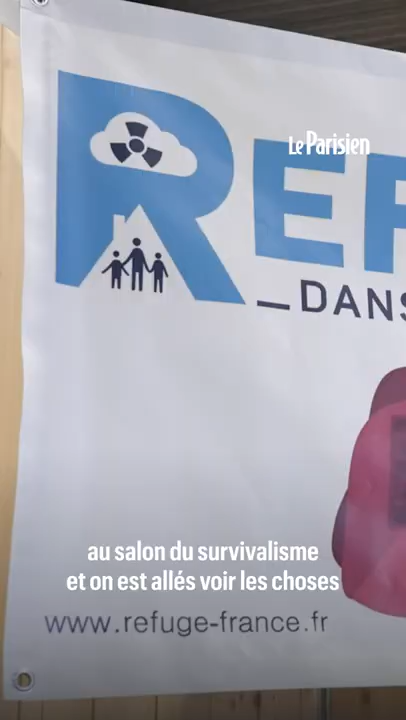 Le Parisien
REF
_DANS
au salon du survivalisme
et on est allés voir les choses
www.refuge-france.fr